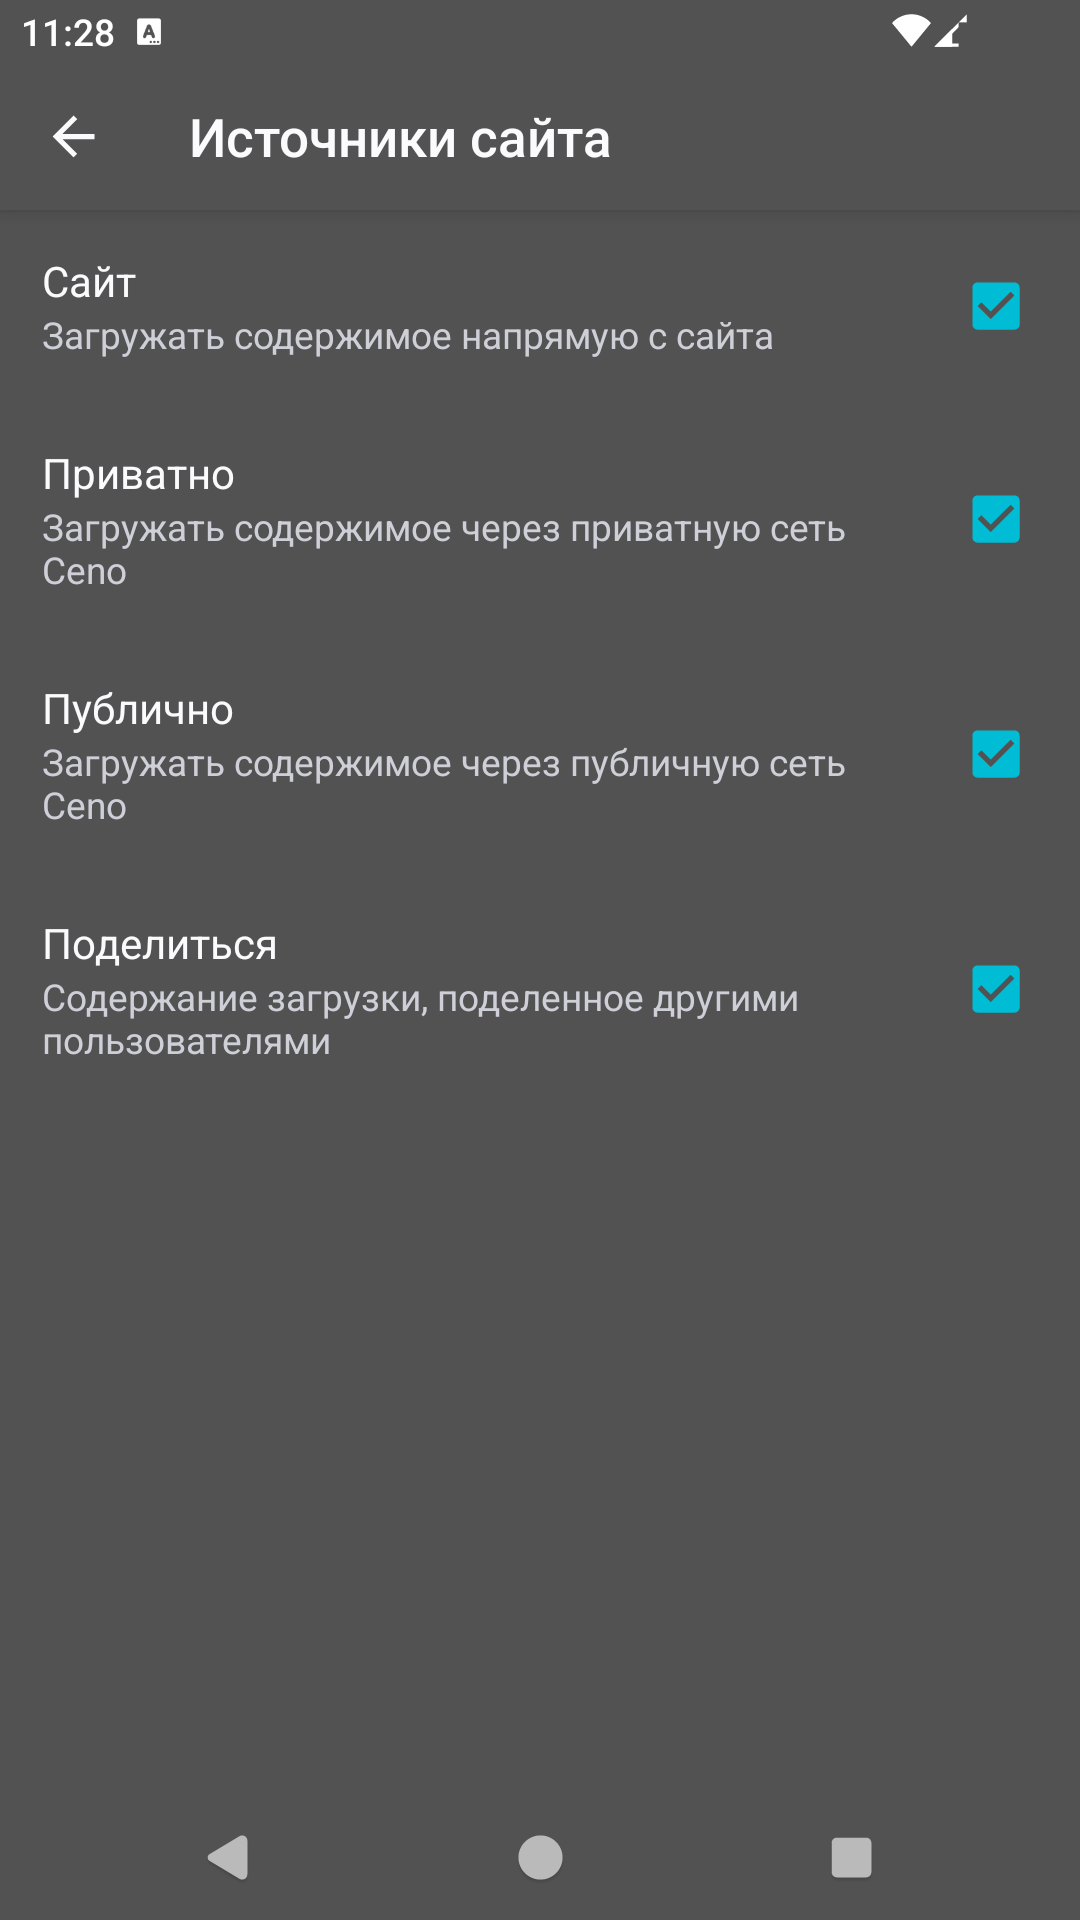 11:28
Источники сайта
Сайт
Загружать содержимое напрямую с сайта
Приватно
Загружать содержимое через приватную сеть
Ceno
Публично
Загружать содержимое через публичную сеть
Ceno
Поделиться
Содержание загрузки, поделенное другими
пользователями